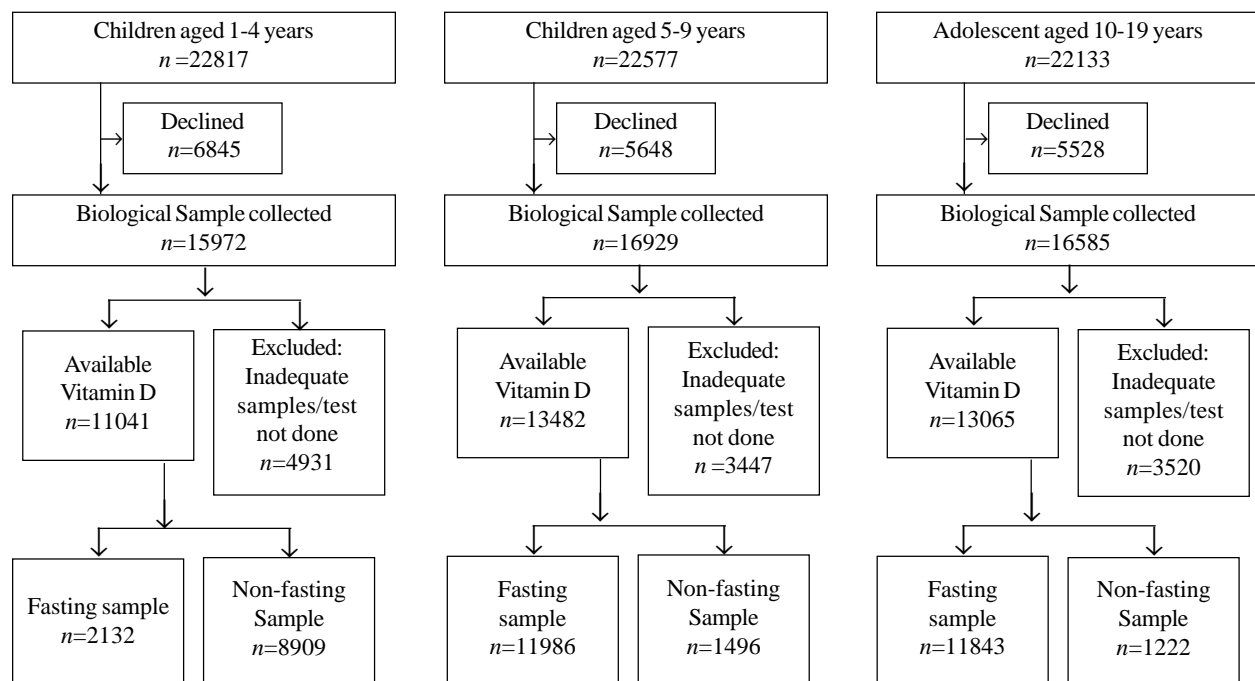 Children aged 1-4 years
n =22817
Declined
n=6845
Biological Sample collected
n=15972
Available
Vitamin D
n=11041
Excluded:
Inadequate
samples/test
not done
n=4931
Fasting sample
n=2132
Non-fasting
Sample
n=8909
Children aged 5-9 years
n=22577
Declined
n=5648
Biological Sample collected
n=16929
Available
Vitamin D
n=13482
Excluded:
Inadequate
samples/test
not done
n =3447
Fasting
sample
n=11986
Non-fasting
Sample
n=1496
Adolescent aged 10-19 years
n=22133
Declined
n=5528
Biological Sample collected
n=16585
Available
Vitamin D
n=13065
Excluded:
Inadequate
samples/test
not done
n=3520
Fasting
sample
n=11843
Non-fasting
Sample
n=1222